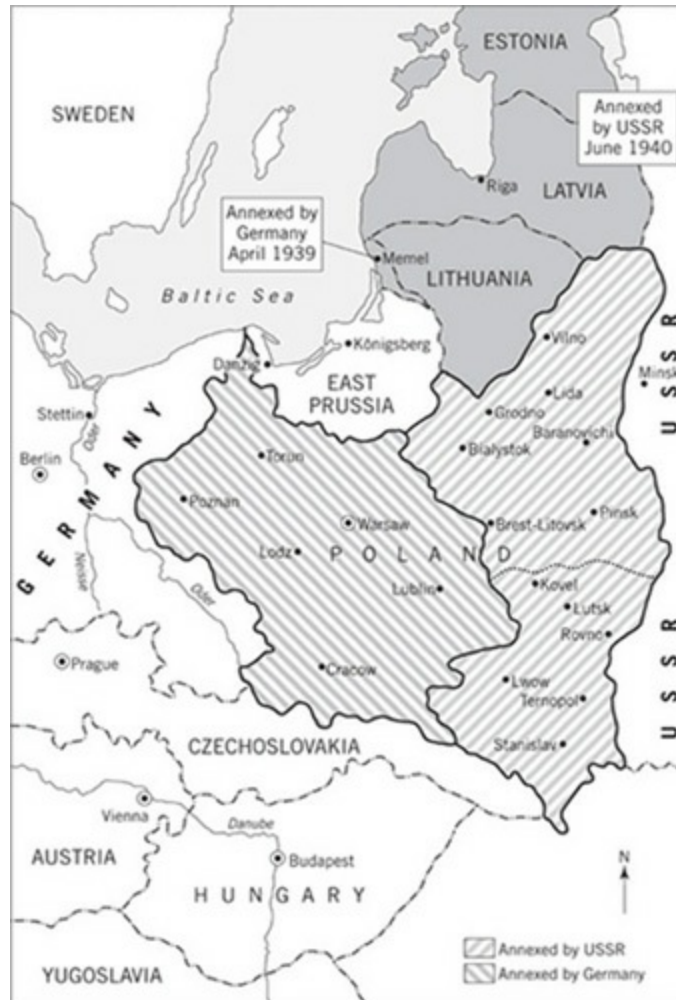 ESTONIA
SWEDEN
Annexed
by USSR
June 1940
Riga
LATVIA
Annexed by
Germany
April 1939
Memel
LITHUANIA
Baltic Sea
Vilno
Königsberg
Danzig
Minsk
EAST
PRUSSIA
Lida
Grodno
Stettin
Baranovichi
Oder
Bialystok
Torun
Berlin
GERMANY
Poznan
Warsaw
Brest-Litovsk
Pinsk
USSR
Lodz
POLAND
Neisse
Oder
Lublin
Kovel
Lutsk
Rovno
USSR
Prague
Cracow
Lwow
Ternopol
Stanislav
CZECHOSLOVAKIA
Vienna
Danube
AUSTRIA
Budapest
N
HUNGARY
Annexed by USSR
Annexed by Germany
YUGOSLAVIA